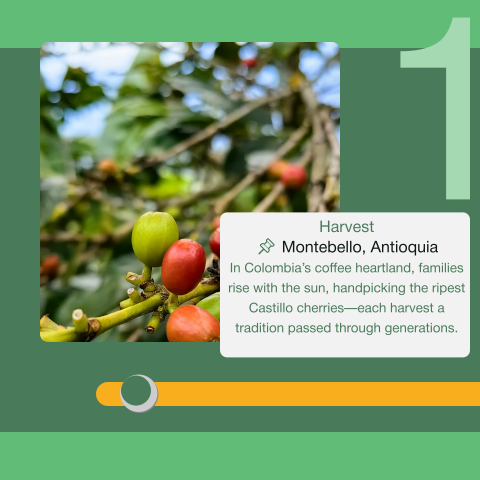 1
Harvest
Montebello, Antioquia
In Colombia's coffee heartland, families
rise with the sun, handpicking the ripest
Castillo cherries—each harvest a
tradition passed through generations.